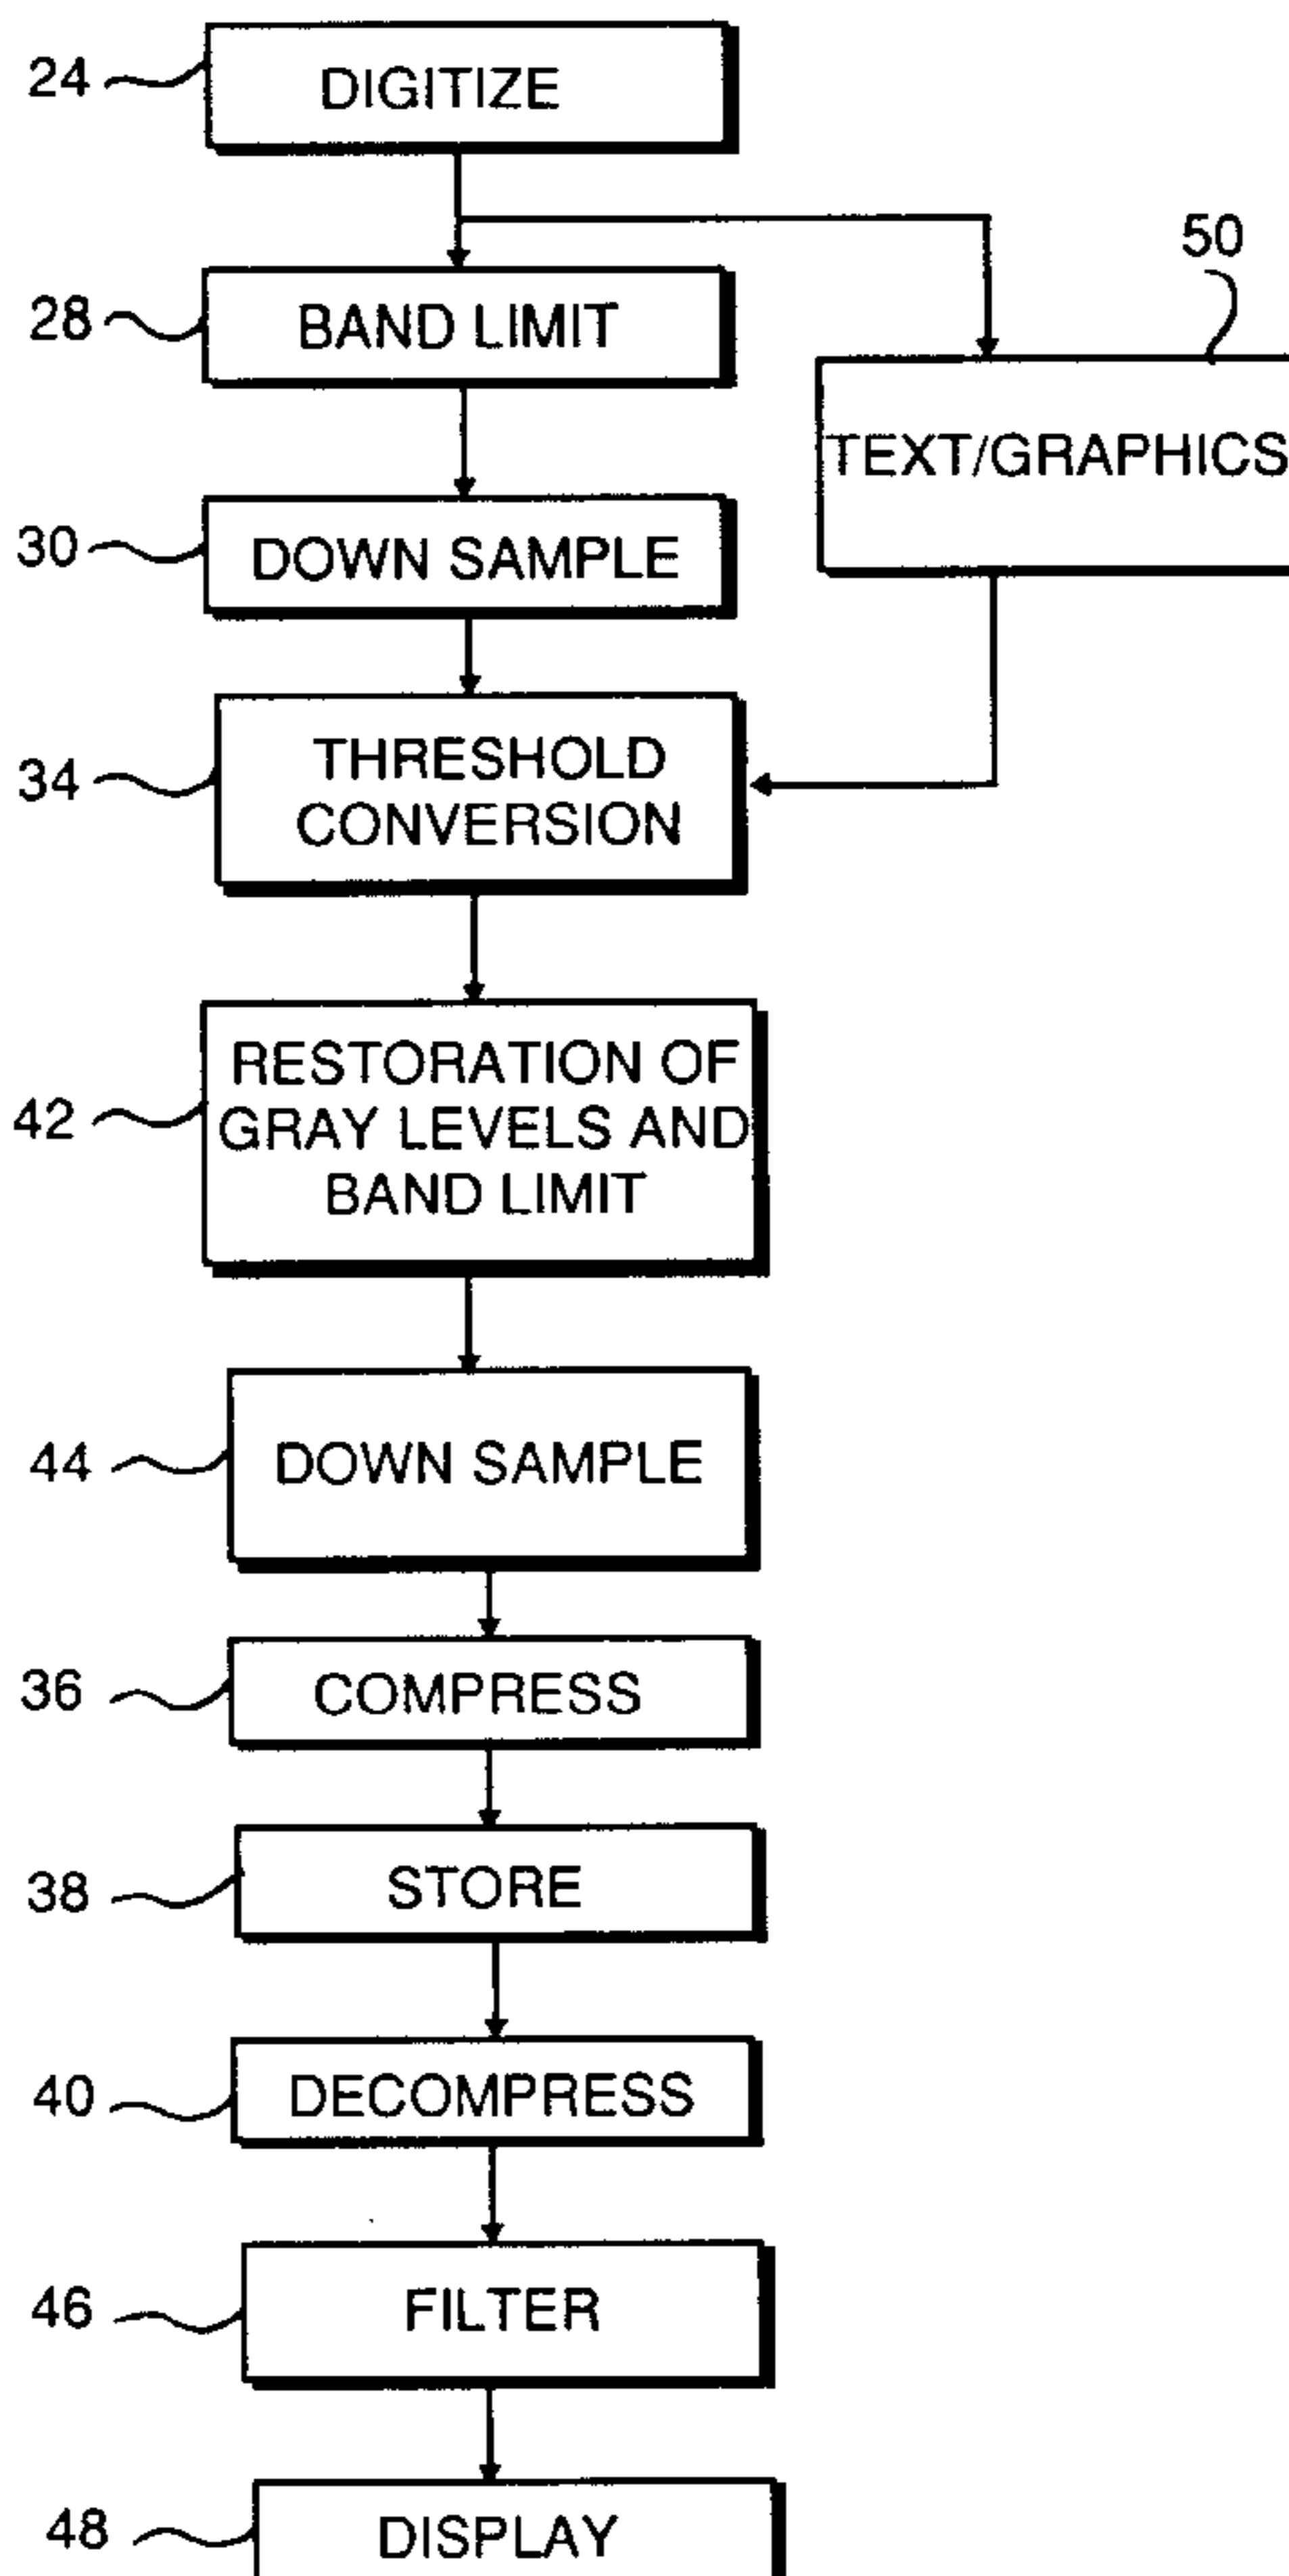 24
DIGITIZE
50
28
BAND LIMIT
TEXT/GRAPHICS
30
DOWN SAMPLE
34
THRESHOLD
CONVERSION
42
RESTORATION OF
GRAY LEVELS AND
BAND LIMIT
44
DOWN SAMPLE
36
COMPRESS
38
STORE
40
DECOMPRESS
46
FILTER
48
DISPLAY